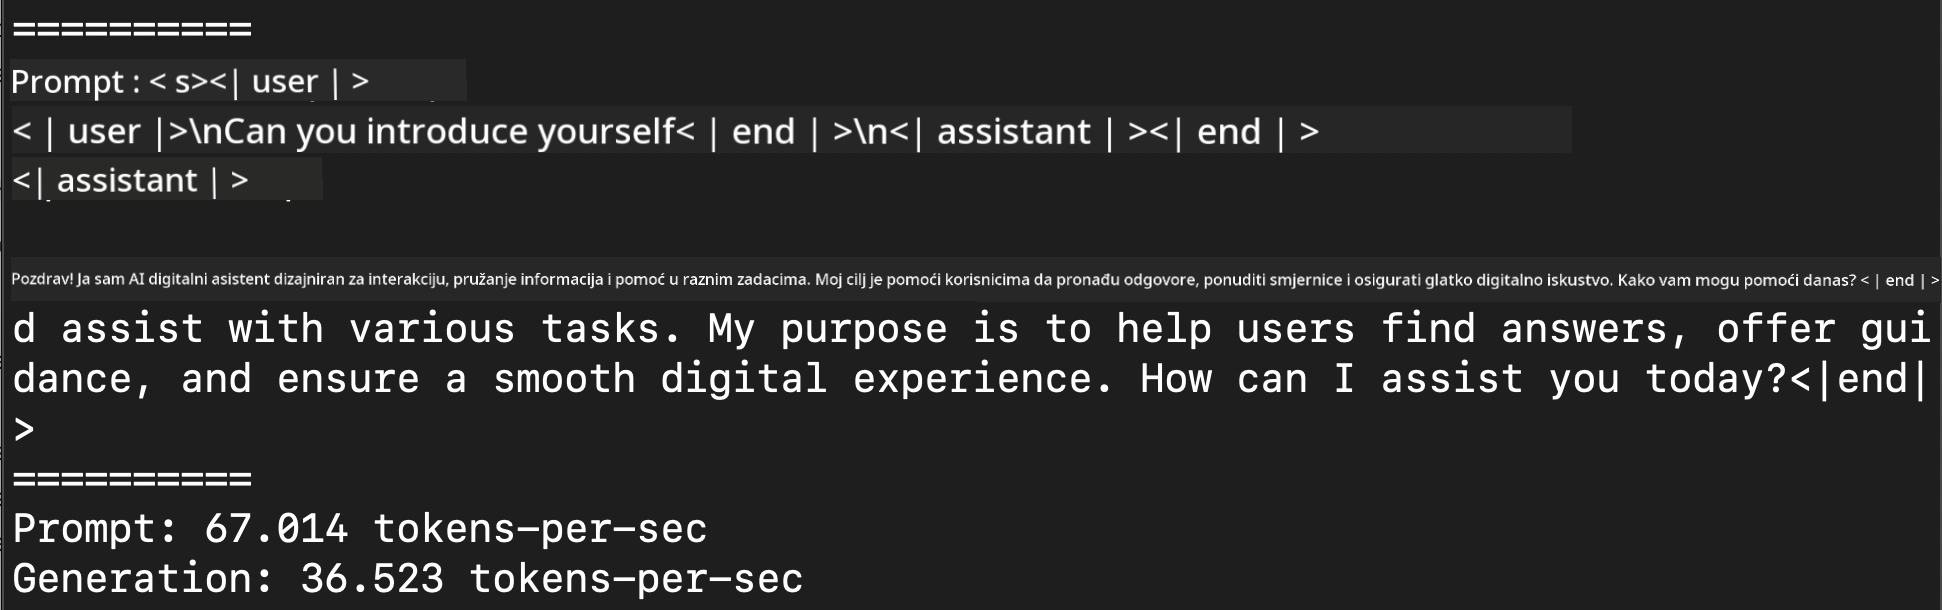 ==========
Prompt : < s><| user | >
< | user |>\nCan you introduce yourself< | end | >\n<| assistant | ><| end | >
<| assistant | >
Pozdrav! Ja sam AI digitalni asistent dizajniran za interakciju, pružanje informacija i pomoć u raznim zadacima. Moj cilj je pomoći korisnicima da pronađu odgovore, ponuditi smjernice i osigurati glatko digitalno iskustvo. Kako vam mogu pomoći danas? < | end | >
d assist with various tasks. My purpose is to help users find answers, offer gui
dance, and ensure a smooth digital experience. How can I assist you today?<|end|
>
==========
Prompt: 67.014 tokens-per-sec
Generation: 36.523 tokens-per-sec